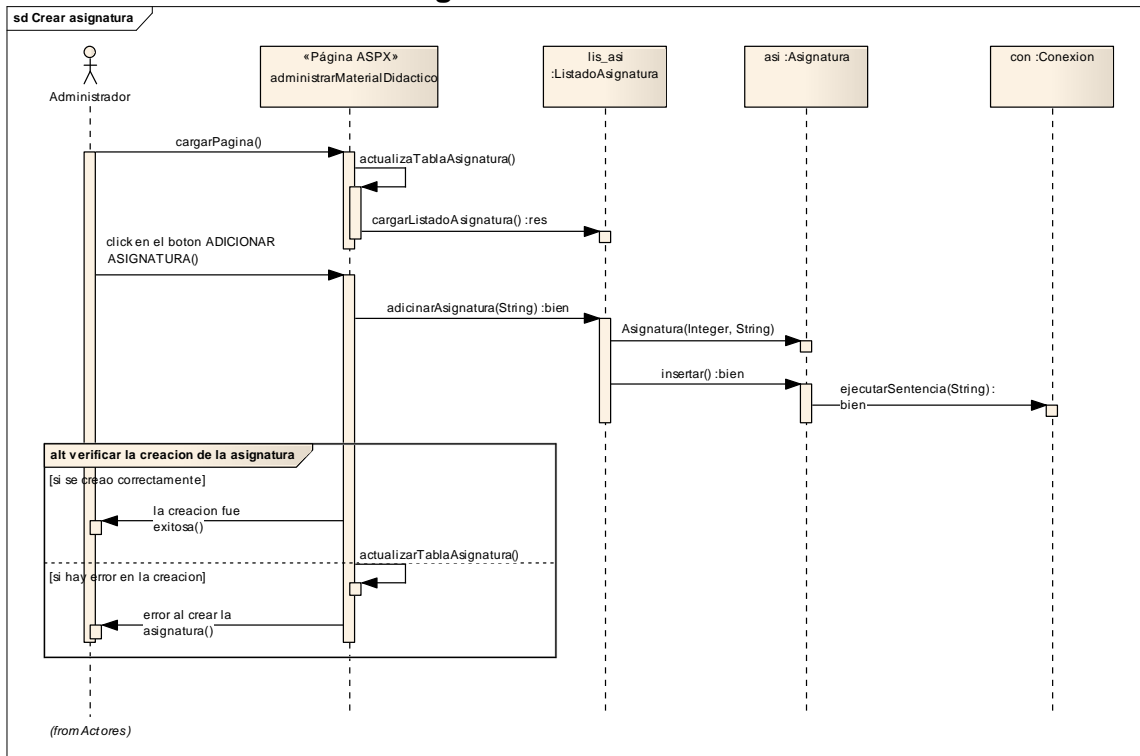 sd Crear asignatura
Administrador
«Página ASPX»
administrarMaterialDidactico
lis_asi
:ListadoAsignatura
asi :Asignatura
con :Conexion
cargarPagina()
actualizaTablaAsignatura()
cargarListadoAsignatura() :res
click en el boton ADICIONAR
ASIGNATURA()
adicinarAsignatura(String) :bien
Asignatura(Integer, String)
insertar() :bien
ejecutarSentencia(String) :
bien
alt verificar la creacion de la asignatura
[si se creao correctamente]
la creacion fue
exitosa()
actualizarTablaAsignatura()
[si hay error en la creacion]
error al crear la
asignatura()
(from Actores)